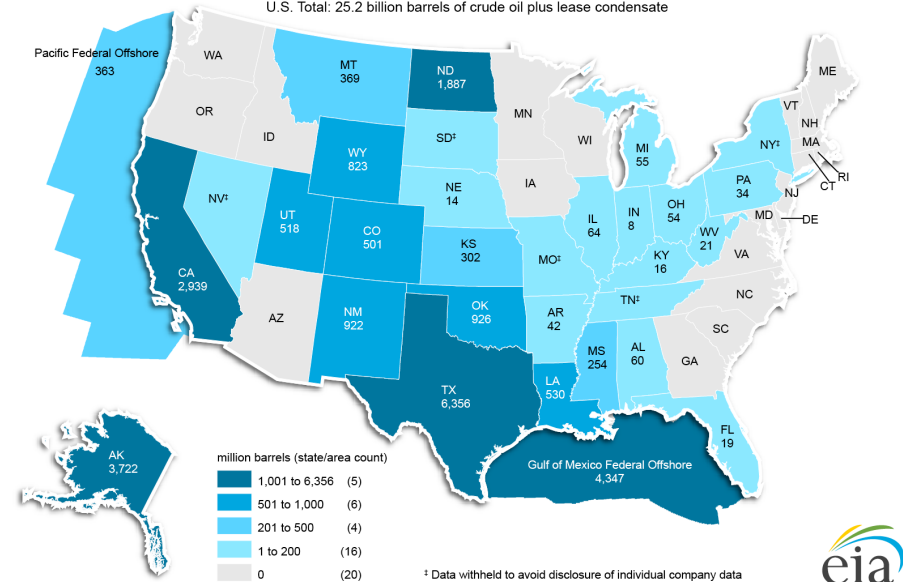 U.S. Total: 25.2 billion barrels of crude oil plus lease condensate
Pacific Federal Offshore
363
WA
OR
ID
MT
369
ND
1,887
MN
WI
MI
55
NY‡
VT
ME
NH
MA
RI
CT
NJ
DE
MD
SD‡
WY
823
NE
14
IA
IL
64
IN
8
OH
54
PA
34
WV
21
VA
NV‡
UT
518
CO
501
KS
302
MO‡
KY
16
NC
TN‡
SC
CA
2,939
AZ
NM
922
OK
926
AR
42
MS
254
AL
60
GA
TX
6,356
LA
530
FL
19
Gulf of Mexico Federal Offshore
4,347
AK
3,722
million barrels (state/area count)
1,001 to 6,356 (5)
501 to 1,000 (6)
201 to 500 (4)
1 to 200 (16)
0 (20)
‡ Data withheld to avoid disclosure of individual company data
eia